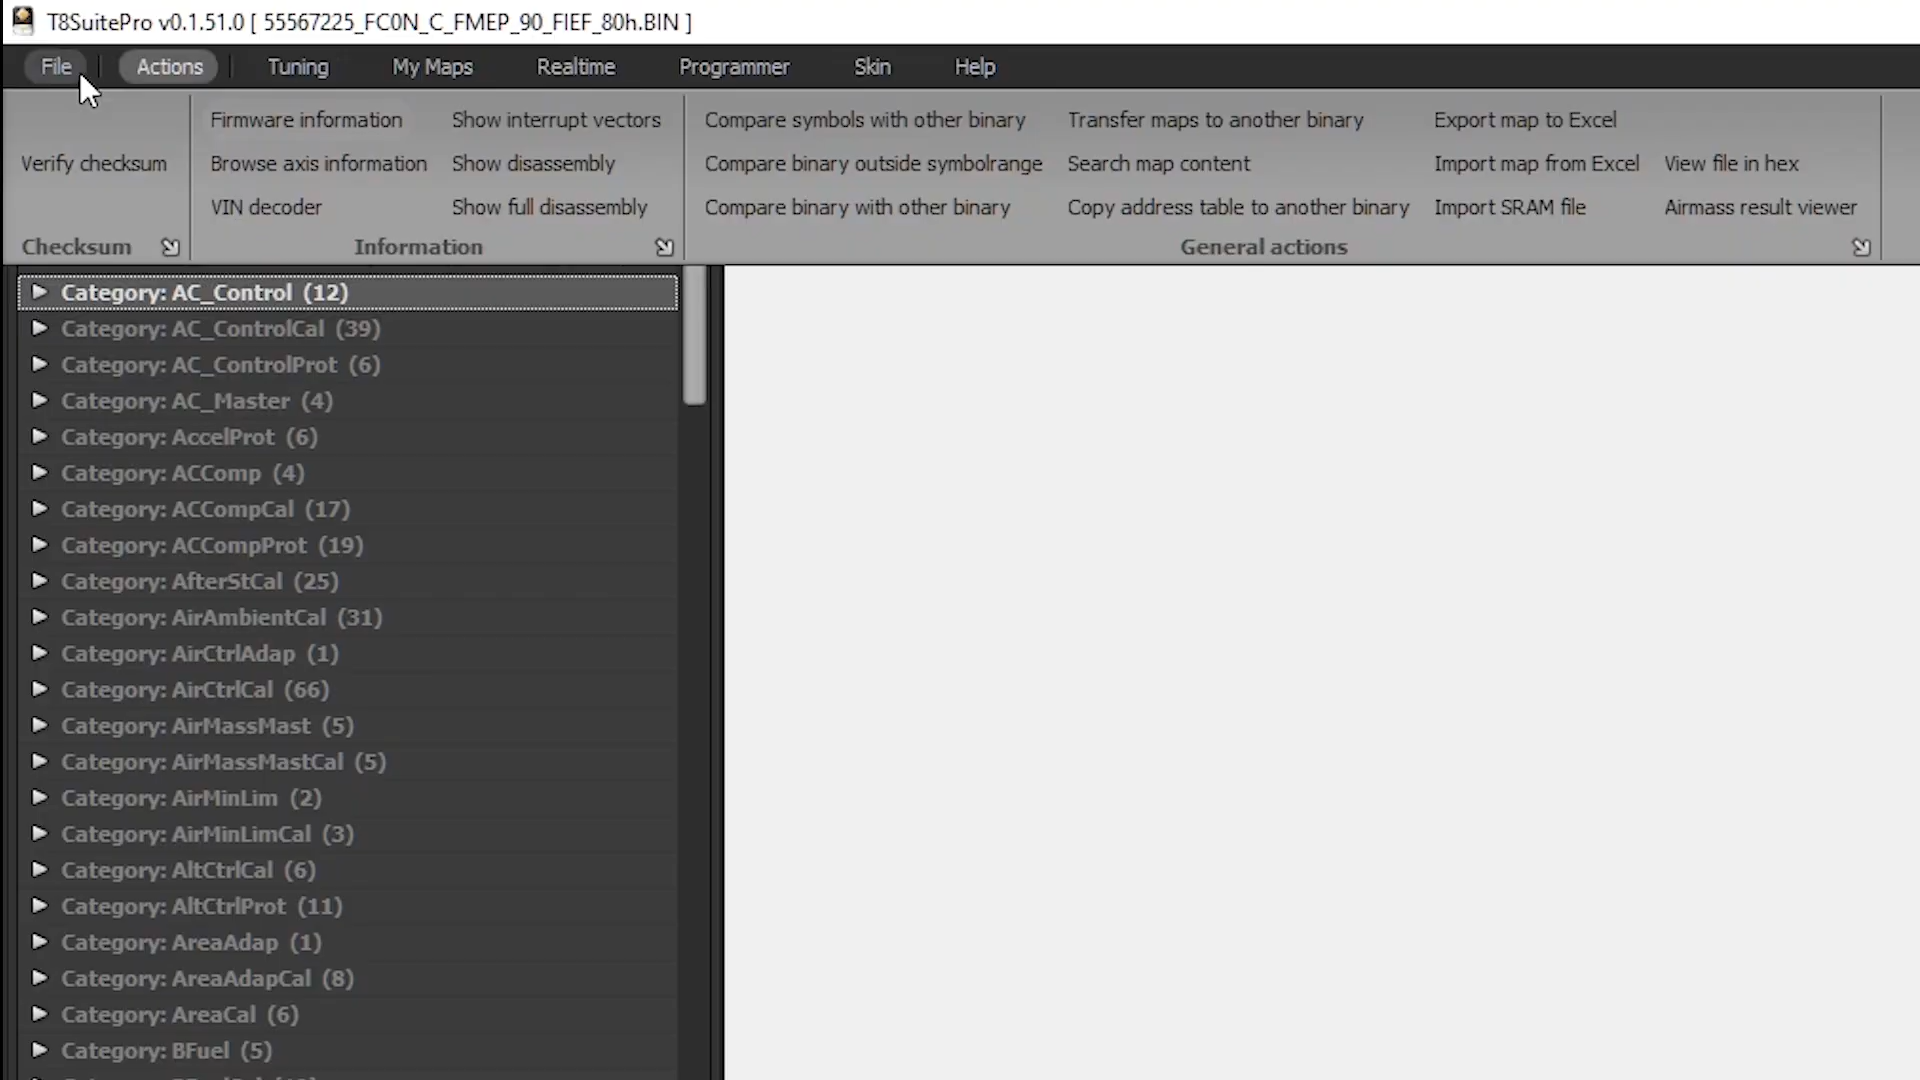 T8SuitePro v0.1.51.0 [ 55567225_FC0N_C_FMEP_90_FIEF_80h.BIN ]
File Actions Tuning My Maps Realtime Programmer Skin Help
Firmware information Show interrupt vectors Compare symbols with other binary Transfer maps to another binary Export map to Excel
Verify checksum Browse axis information Show disassembly Compare binary outside symbolrange Search map content Import map from Excel View file in hex
VIN decoder Show full disassembly Compare binary with other binary Copy address table to another binary Import SRAM file Airmass result viewer
Checksum Information General actions
Category: AC_Control (12)
Category: AC_ControlCal (39)
Category: AC_ControlProt (6)
Category: AC_Master (4)
Category: AccelProt (6)
Category: ACComp (4)
Category: ACCompCal (17)
Category: ACCompProt (19)
Category: AfterStCal (25)
Category: AirAmbientCal (31)
Category: AirCtrlAdap (1)
Category: AirCtrlCal (66)
Category: AirMassMast (5)
Category: AirMassMastCal (5)
Category: AirMinLim (2)
Category: AirMinLimCal (3)
Category: AltCtrlCal (6)
Category: AltCtrlProt (11)
Category: AreaAdap (1)
Category: AreaAdapCal (8)
Category: AreaCal (6)
Category: BFuel (5)